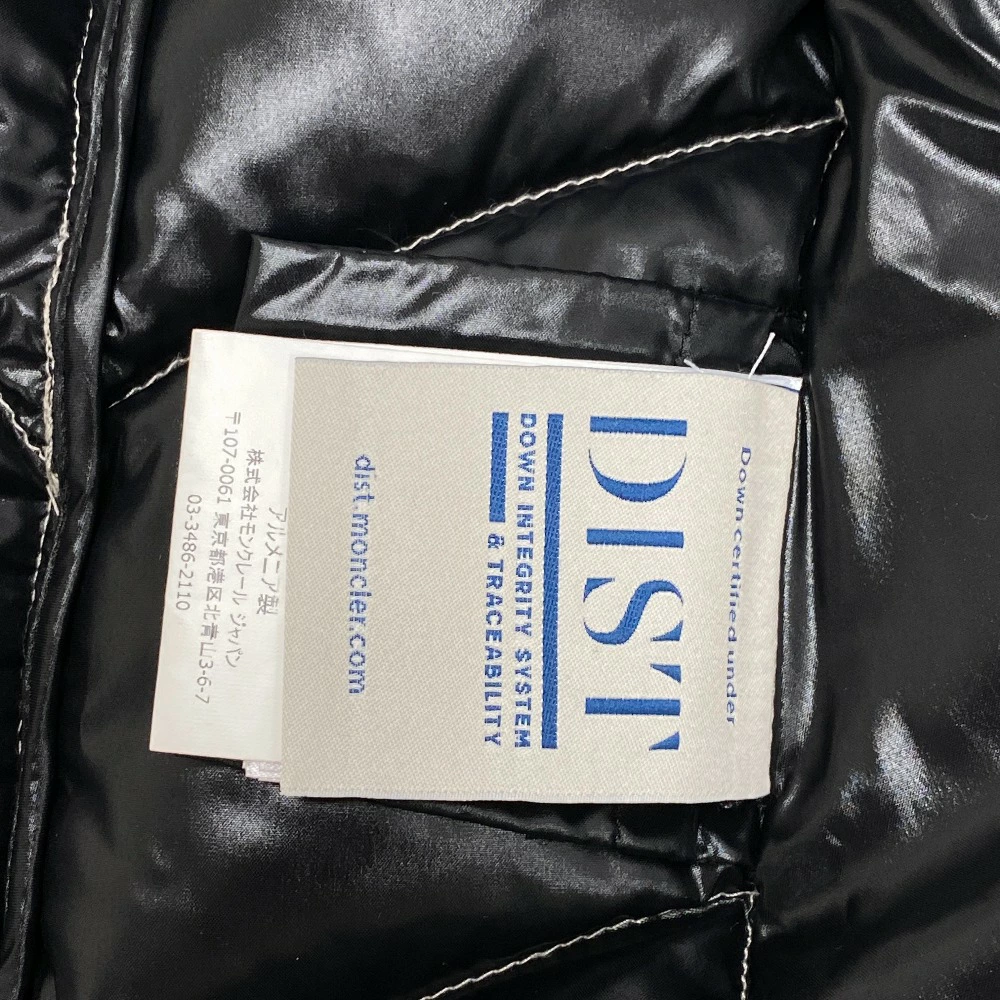 Down certified under
DIST
DOWN INTEGRITY SYSTEM
& TRACEABILITY
dist.moncler.com
アルメニア製
株式会社モンクレール ジャパン
〒107-0061 東京都港区北青山3-6-7
03-3486-2110